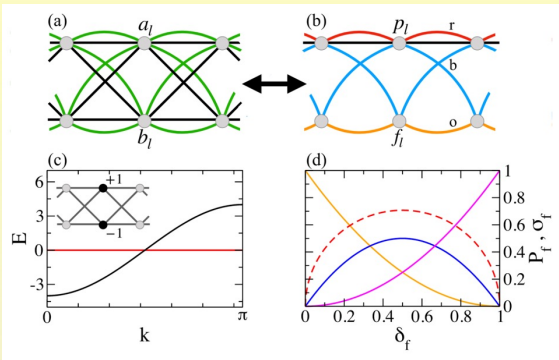 (a)
a_l
b_l
(b)
p_l
r
b
f_l
o
(c)
6
3
0
-3
E
+1
-1
0
π
k
(d)
1
0.8
0.6
0.4
0.2
0
P_f , σ_f
0
0.2
0.4
0.6
0.8
1
δ_f